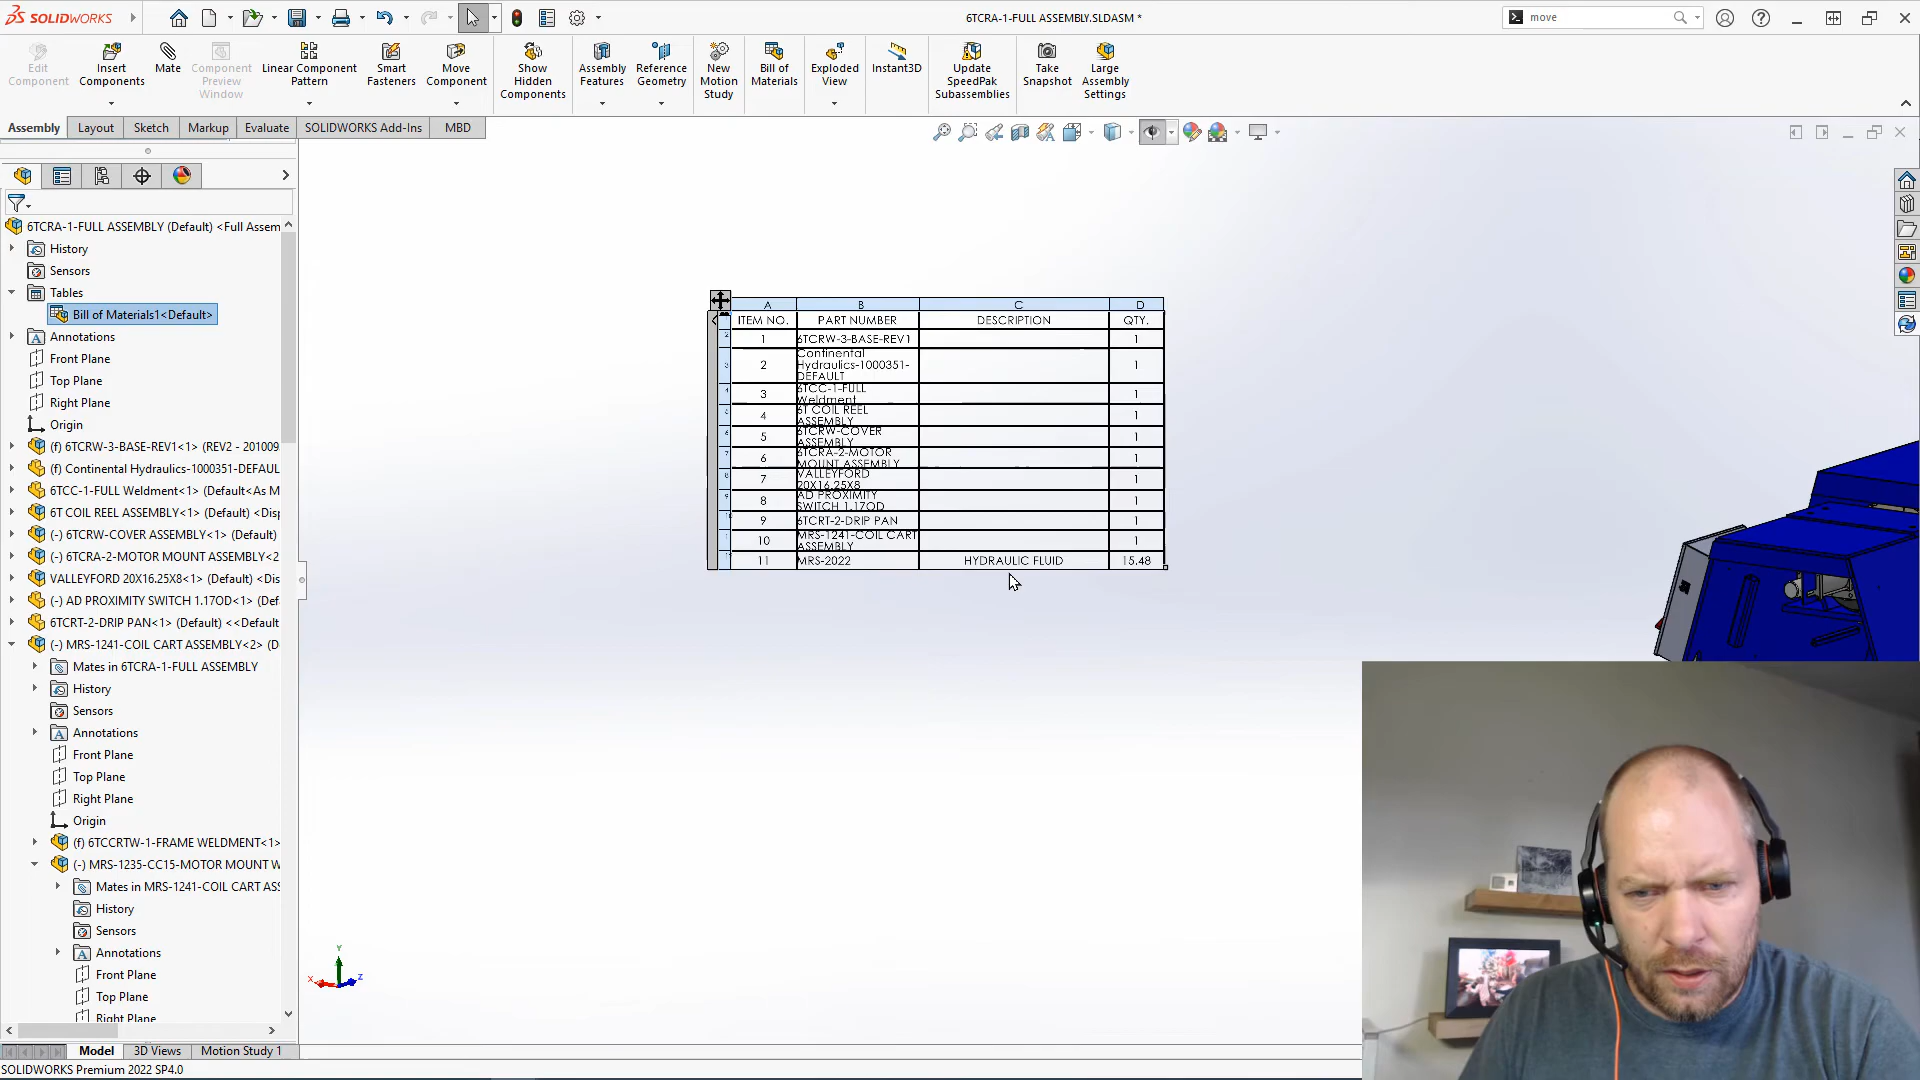 SOLIDWORKS
6TCRA-1-FULL ASSEMBLY.SLDASM *
move
Edit Component
Insert Components
Mate
Component Preview Window
Linear Component Pattern
Smart Fasteners
Move Component
Show Hidden Components
Assembly Features
Reference Geometry
New Motion Study
Bill of Materials
Exploded View
Instant3D
Update SpeedPak Subassemblies
Take Snapshot
Large Assembly Settings
Assembly Layout Sketch Markup Evaluate SOLIDWORKS Add-Ins MBD
6TCRA-1-FULL ASSEMBLY (Default) <Full Assem
History
Sensors
Tables
Bill of Materials1<Default>
Annotations
Front Plane
Top Plane
Right Plane
Origin
(f) 6TCRW-3-BASE-REV1<1> (REV2 - 201009
(f) Continental Hydraulics-1000351-DEFAUL
6TCC-1-FULL Weldment<1> (Default<As M
6T COIL REEL ASSEMBLY<1> (Default) <Disp
(-) 6TCRW-COVER ASSEMBLY<1> (Default)
(-) 6TCRA-2-MOTOR MOUNT ASSEMBLY<2
VALLEYFORD 20X16.25X8<1> (Default) <Dis
(-) AD PROXIMITY SWITCH 1.17OD<1> (Def
6TCRT-2-DRIP PAN<1> (Default) <<Default
(-) MRS-1241-COIL CART ASSEMBLY<2> (D
Mates in 6TCRA-1-FULL ASSEMBLY
History
Sensors
Annotations
Front Plane
Top Plane
Right Plane
Origin
(f) 6TCCRTW-1-FRAME WELDMENT<1>
(-) MRS-1235-CC15-MOTOR MOUNT W
Mates in MRS-1241-COIL CART ASS
History
Sensors
Annotations
Front Plane
Top Plane
Right Plane
A B C D
ITEM NO. PART NUMBER DESCRIPTION QTY.
1 6TCRW-3-BASE-REV1 1
2 Continental Hydraulics-1000351-DEFAULT 1
3 6TCC-1-FULL Weldment 1
4 6T COIL REEL ASSEMBLY 1
5 6TCRW-COVER ASSEMBLY 1
6 6TCRA-2-MOTOR MOUNT ASSEMBLY 1
7 VALLEYFORD 20X16.25X8 1
8 AD PROXIMITY SWITCH 1.17OD 1
9 6TCRT-2-DRIP PAN 1
10 MRS-1241-COIL CART ASSEMBLY 1
11 MRS-2022 HYDRAULIC FLUID 15.48
Y
X
Z
Model 3D Views Motion Study 1
SOLIDWORKS Premium 2022 SP4.0